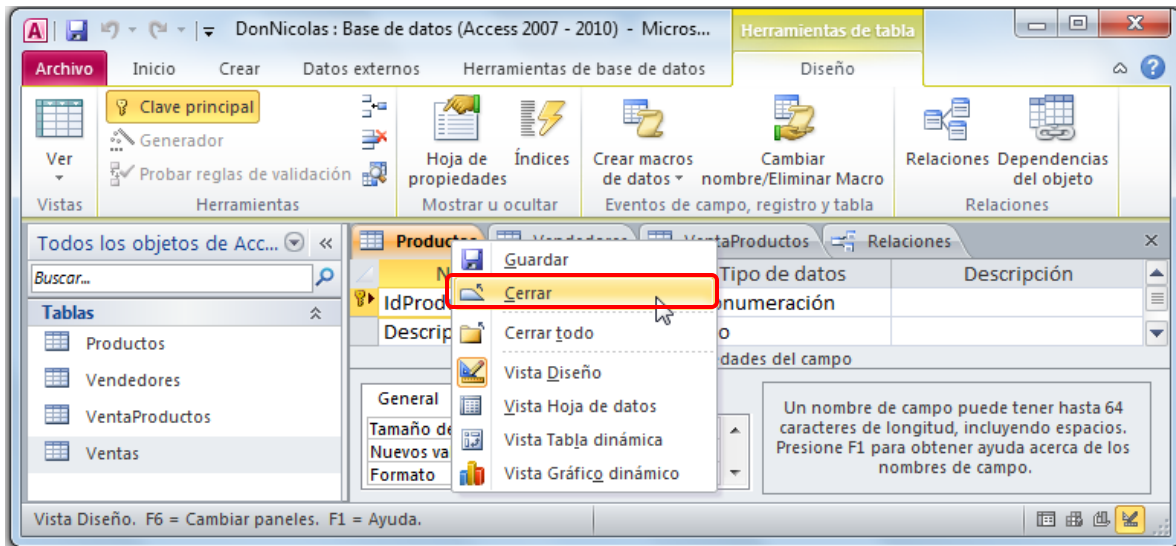 DonNicolas : Base de datos (Access 2007 - 2010) - Micros...
Herramientas de tabla
Archivo Inicio Crear Datos externos Herramientas de base de datos Diseño
Ver
Clave principal
Generador
Probar reglas de validación
Hoja de propiedades
Índices
Crear macros de datos
Cambiar nombre/Eliminar Macro
Relaciones
Dependencias del objeto
Vistas Herramientas Mostrar u ocultar Eventos de campo, registro y tabla Relaciones
Todos los objetos de Acc...
Buscar...
Tablas
Productos
Vendedores
VentaProductos
Ventas
Productos VentaProductos Relaciones
Tipo de datos Descripción
IdProd
Descrip
Guardar
Cerrar
Cerrar todo
Vista Diseño
Vista Hoja de datos
Vista Tabla dinámica
Vista Gráfico dinámico
General
Tamaño de
Nuevos va
Formato
Un nombre de campo puede tener hasta 64
caracteres de longitud, incluyendo espacios.
Presione F1 para obtener ayuda acerca de los
nombres de campo.
Vista Diseño. F6 = Cambiar paneles. F1 = Ayuda.